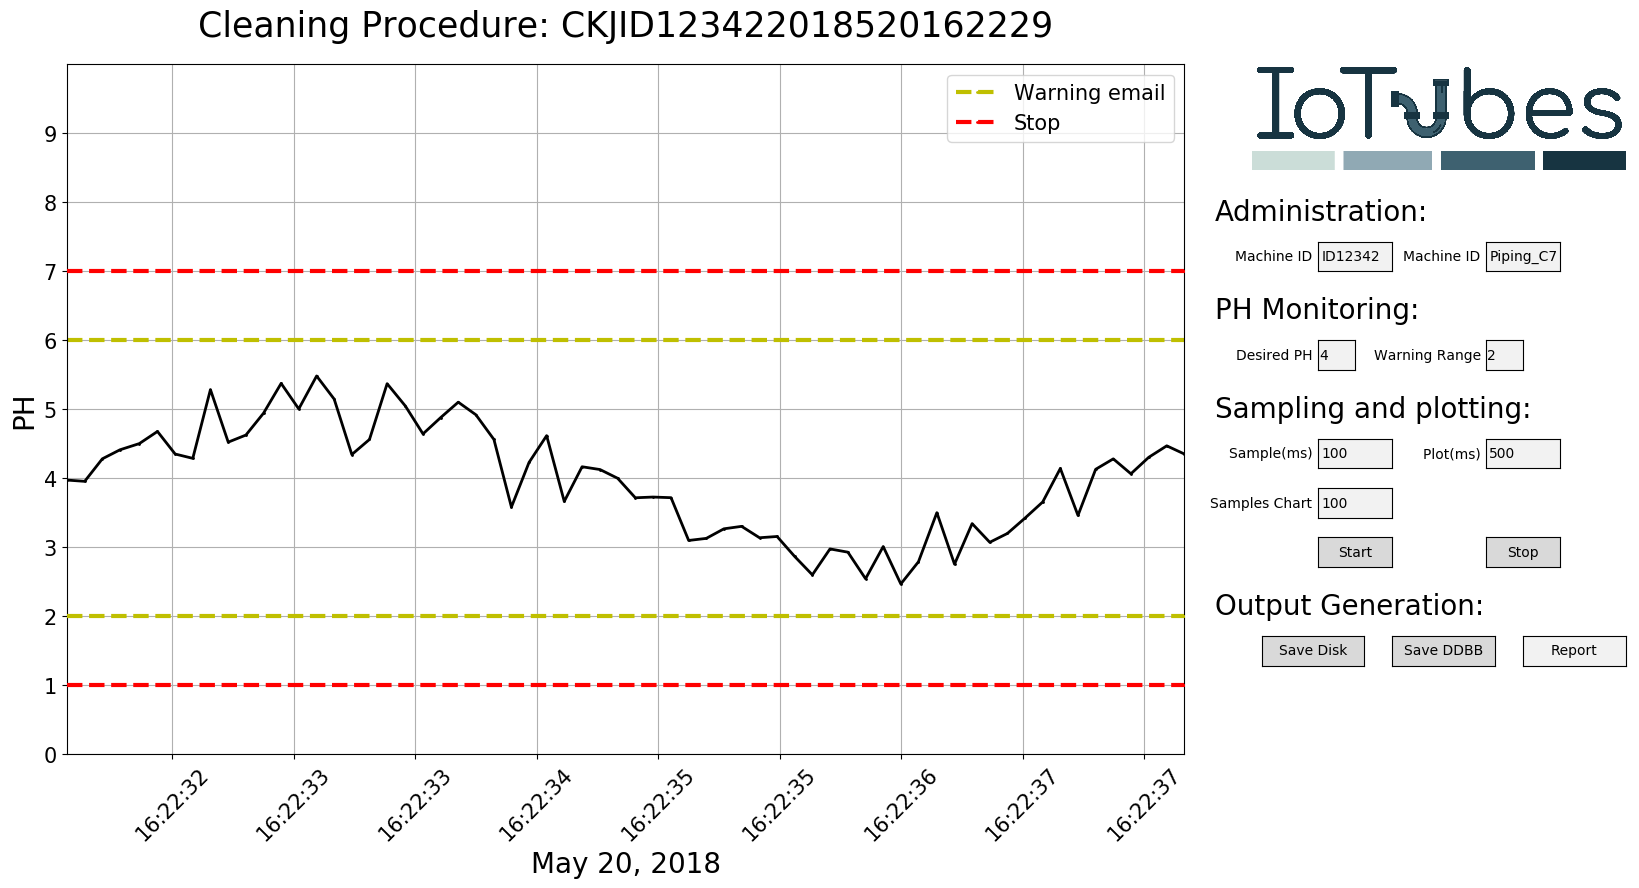 Cleaning Procedure: CKJID123422018520162229
Warning email
Stop
9
8
7
6
5
4
3
2
1
0
PH
16:22:32
16:22:33
16:22:33
16:22:34
16:22:35
16:22:35
16:22:36
16:22:37
16:22:37
May 20, 2018
IoTubes
Administration:
Machine ID ID12342 Machine ID Piping_C7
PH Monitoring:
Desired PH 4 Warning Range 2
Sampling and plotting:
Sample(ms) 100 Plot(ms) 500
Samples Chart 100
Start Stop
Output Generation:
Save Disk Save DDBB Report